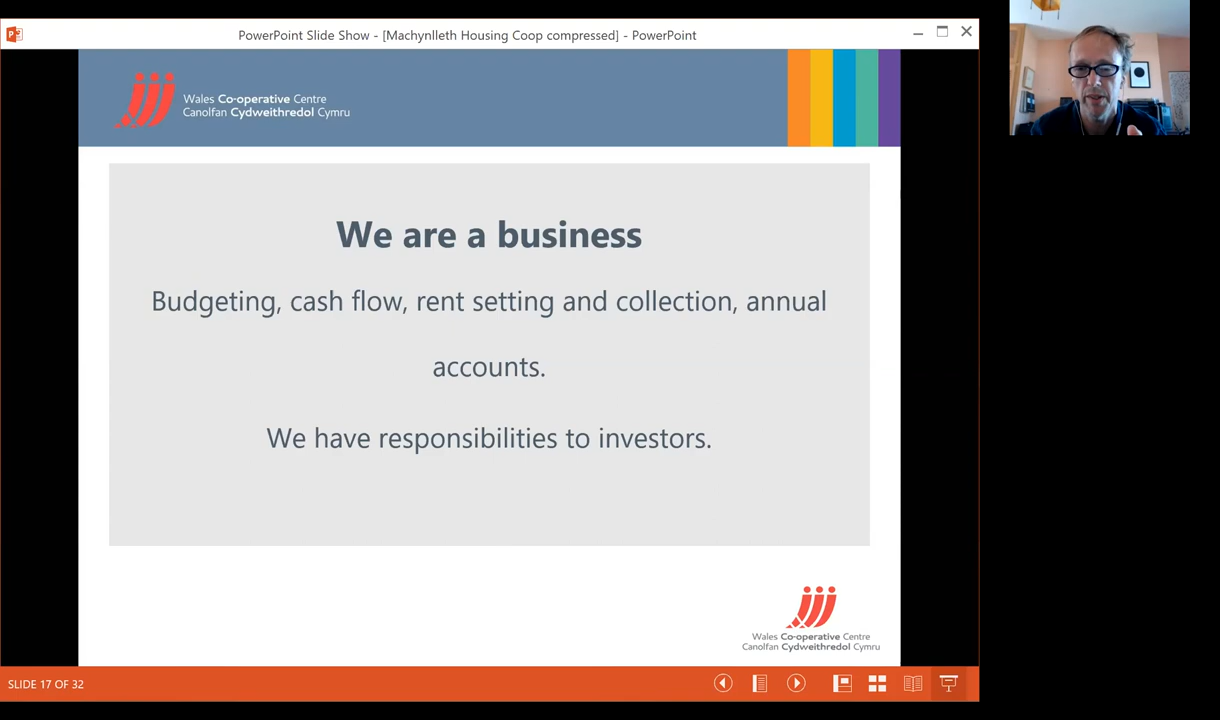 PowerPoint Slide Show - [Machynlleth Housing Coop compressed] - PowerPoint
Wales Co-operative Centre
Canolfan Cydweithredol Cymru
We are a business
Budgeting, cash flow, rent setting and collection, annual
accounts.
We have responsibilities to investors.
Wales Co-operative Centre
Canolfan Cydweithredol Cymru
SLIDE 17 OF 32